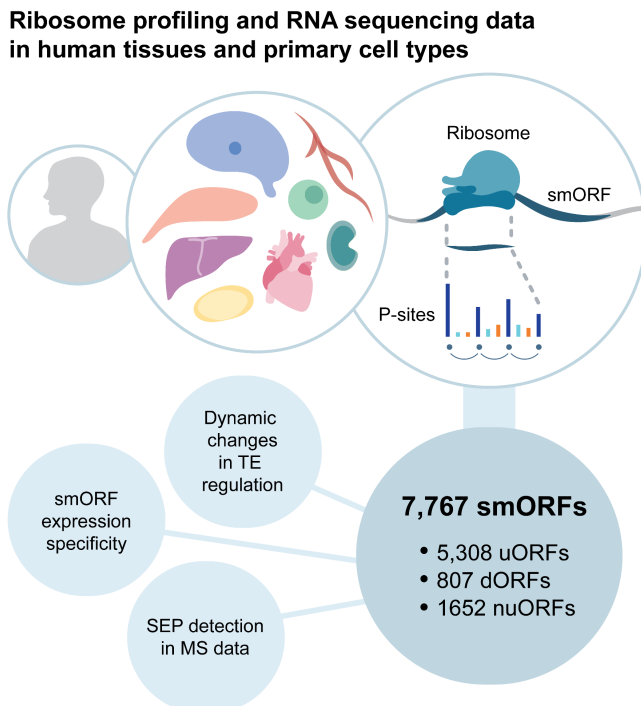 Ribosome profiling and RNA sequencing data
in human tissues and primary cell types
Ribosome
smORF
P-sites
Dynamic
changes
in TE
regulation
smORF
expression
specificity
SEP detection
in MS data
7,767 smORFs
• 5,308 uORFs
• 807 dORFs
• 1652 nuORFs